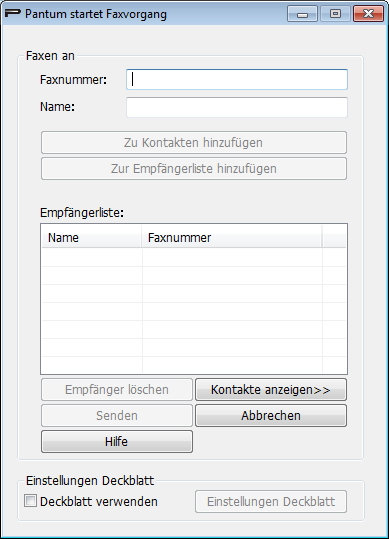 Pantum startet Faxvorgang
Faxen an
Faxnummer:
Name:
Zu Kontakten hinzufügen
Zur Empfängerliste hinzufügen
Empfängerliste:
Name Faxnummer
Empfänger löschen Kontakte anzeigen>>
Senden Abbrechen
Hilfe
Einstellungen Deckblatt
Deckblatt verwenden Einstellungen Deckblatt